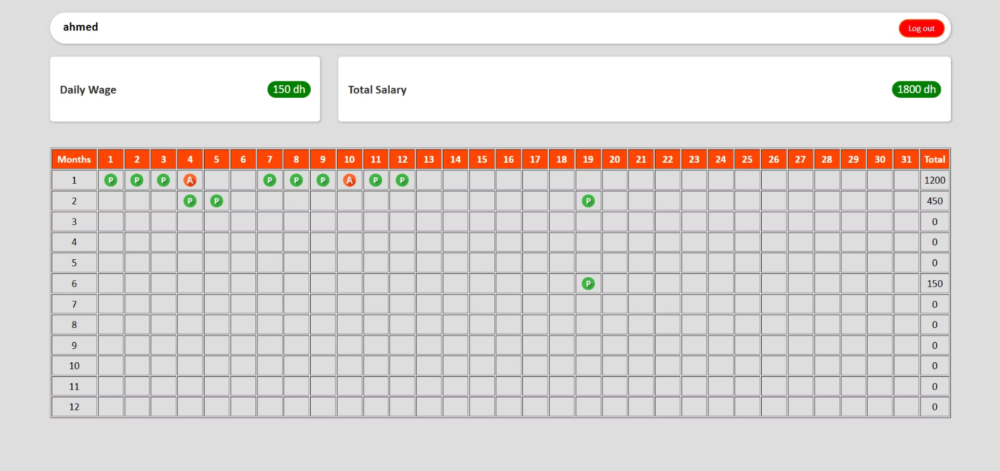 ahmed Log out
Daily Wage 150 dh Total Salary 1800 dh
Months 1 2 3 4 5 6 7 8 9 10 11 12 13 14 15 16 17 18 19 20 21 22 23 24 25 26 27 28 29 30 31 Total
1 P P P A P P P A P P 1200
2 P P P 450
3 0
4 0
5 0
6 P 150
7 0
8 0
9 0
10 0
11 0
12 0